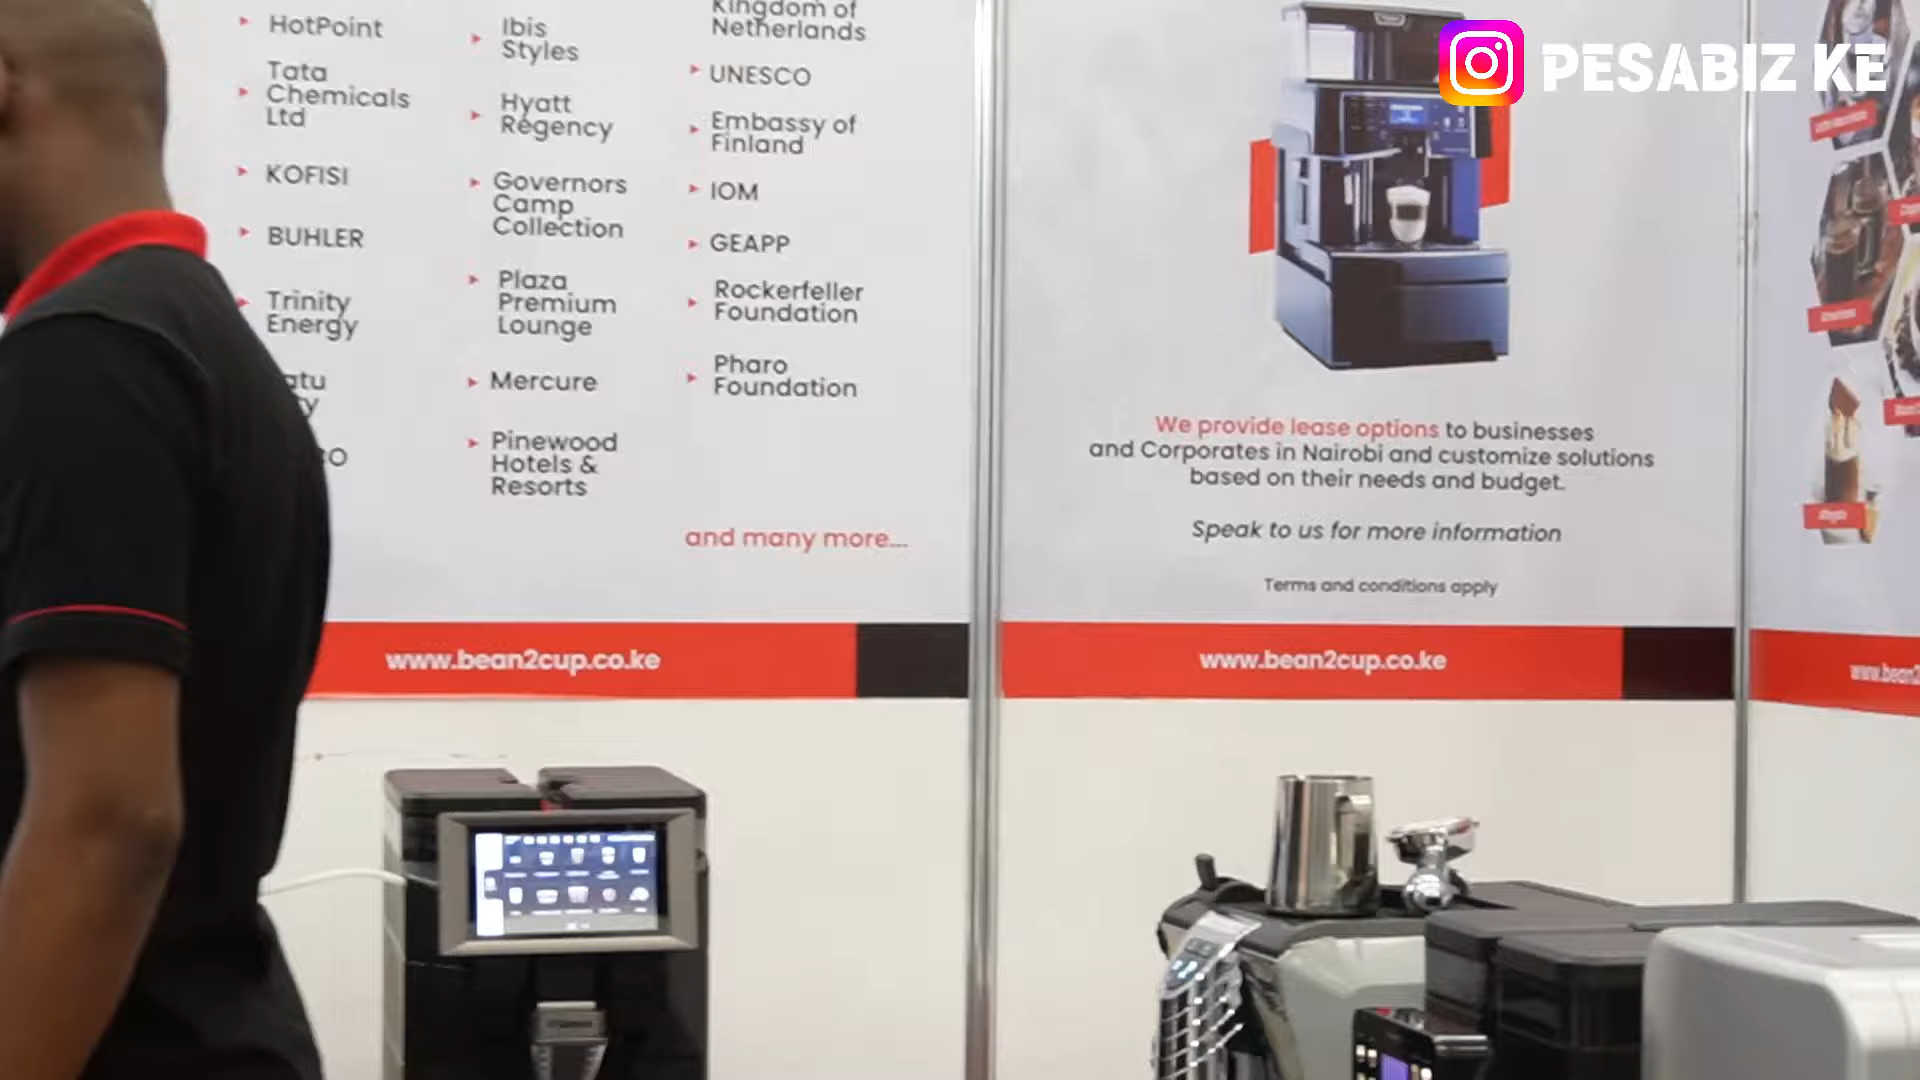 HotPoint
Tata
Chemicals
Ltd
KOFISI
BUHLER
Trinity
Energy
Ibis
Styles
Hyatt
Regency
Governors
Camp
Collection
Plaza
Premium
Lounge
Mercure
Pinewood
Hotels &
Resorts
Kingdom of
Netherlands
UNESCO
Embassy of
Finland
IOM
GEAPP
Rockerfeller
Foundation
Pharo
Foundation
and many more...
www.bean2cup.co.ke
PESABIZ KE
We provide lease options to businesses
and Corporates in Nairobi and customize solutions
based on their needs and budget.
Speak to us for more information
Terms and conditions apply
www.bean2cup.co.ke